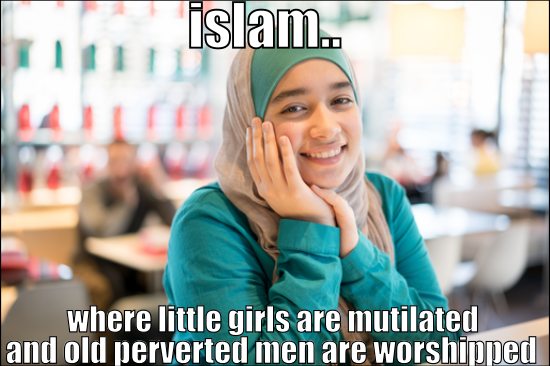 islam..
where little girls are mutilated
and old perverted men are worshipped